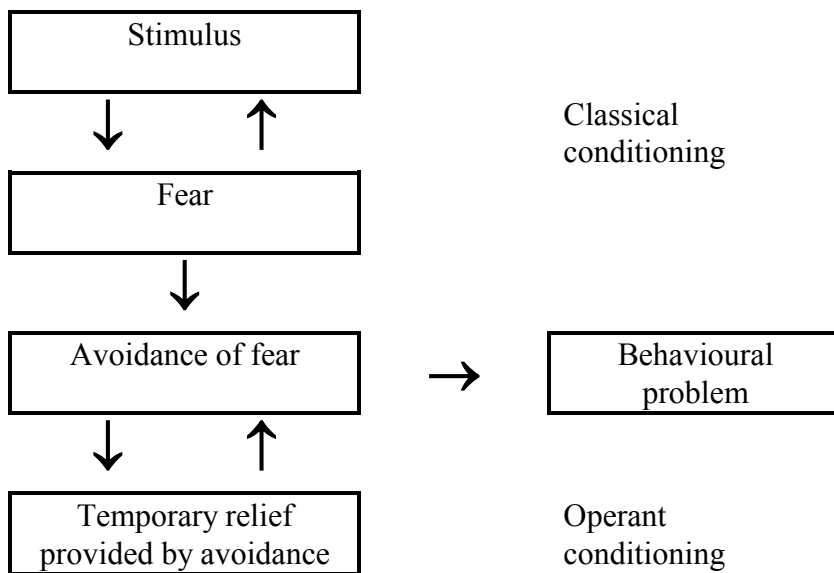 Stimulus
Classical
conditioning
Fear
Avoidance of fear
Behavioural
problem
Temporary relief
provided by avoidance
Operant
conditioning